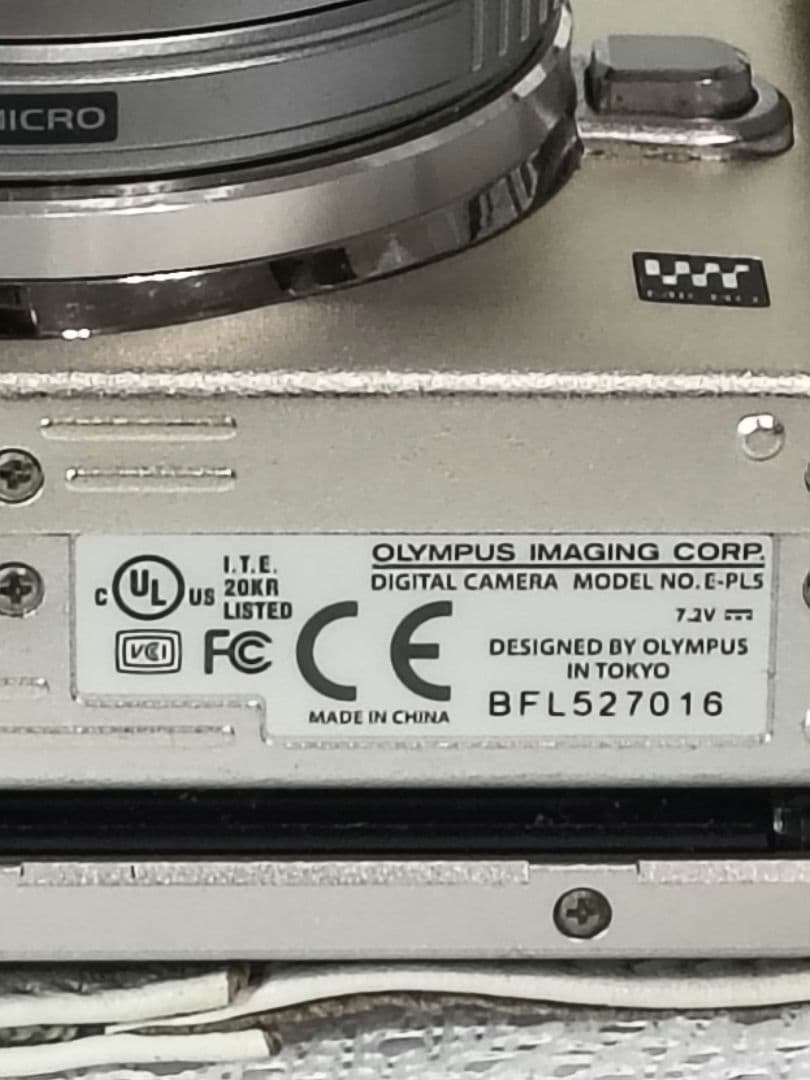 MICRO
C UL US
I.T.E.
20KR
LISTED
OLYMPUS IMAGING CORP.
DIGITAL CAMERA MODEL NO. E-PL5
7.2V
VCI FC CE
DESIGNED BY OLYMPUS
IN TOKYO
MADE IN CHINA
BFL527016